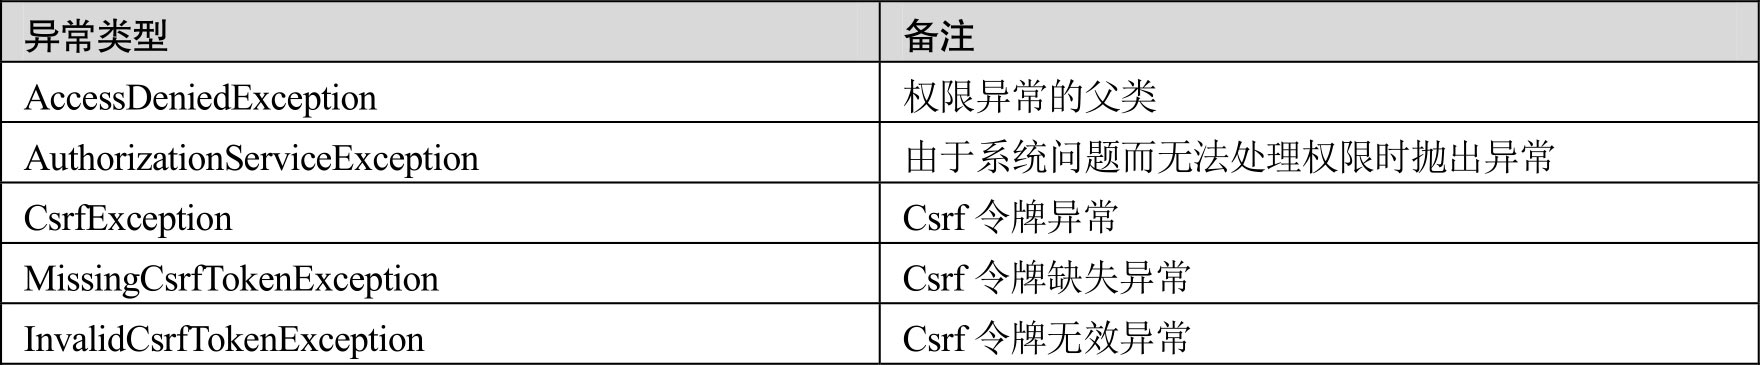 异常类型 备注
AccessDeniedException 权限异常的父类
AuthorizationServiceException 由于系统问题而无法处理权限时抛出异常
CsrfException Csrf 令牌异常
MissingCsrfTokenException Csrf 令牌缺失异常
InvalidCsrfTokenException Csrf 令牌无效异常